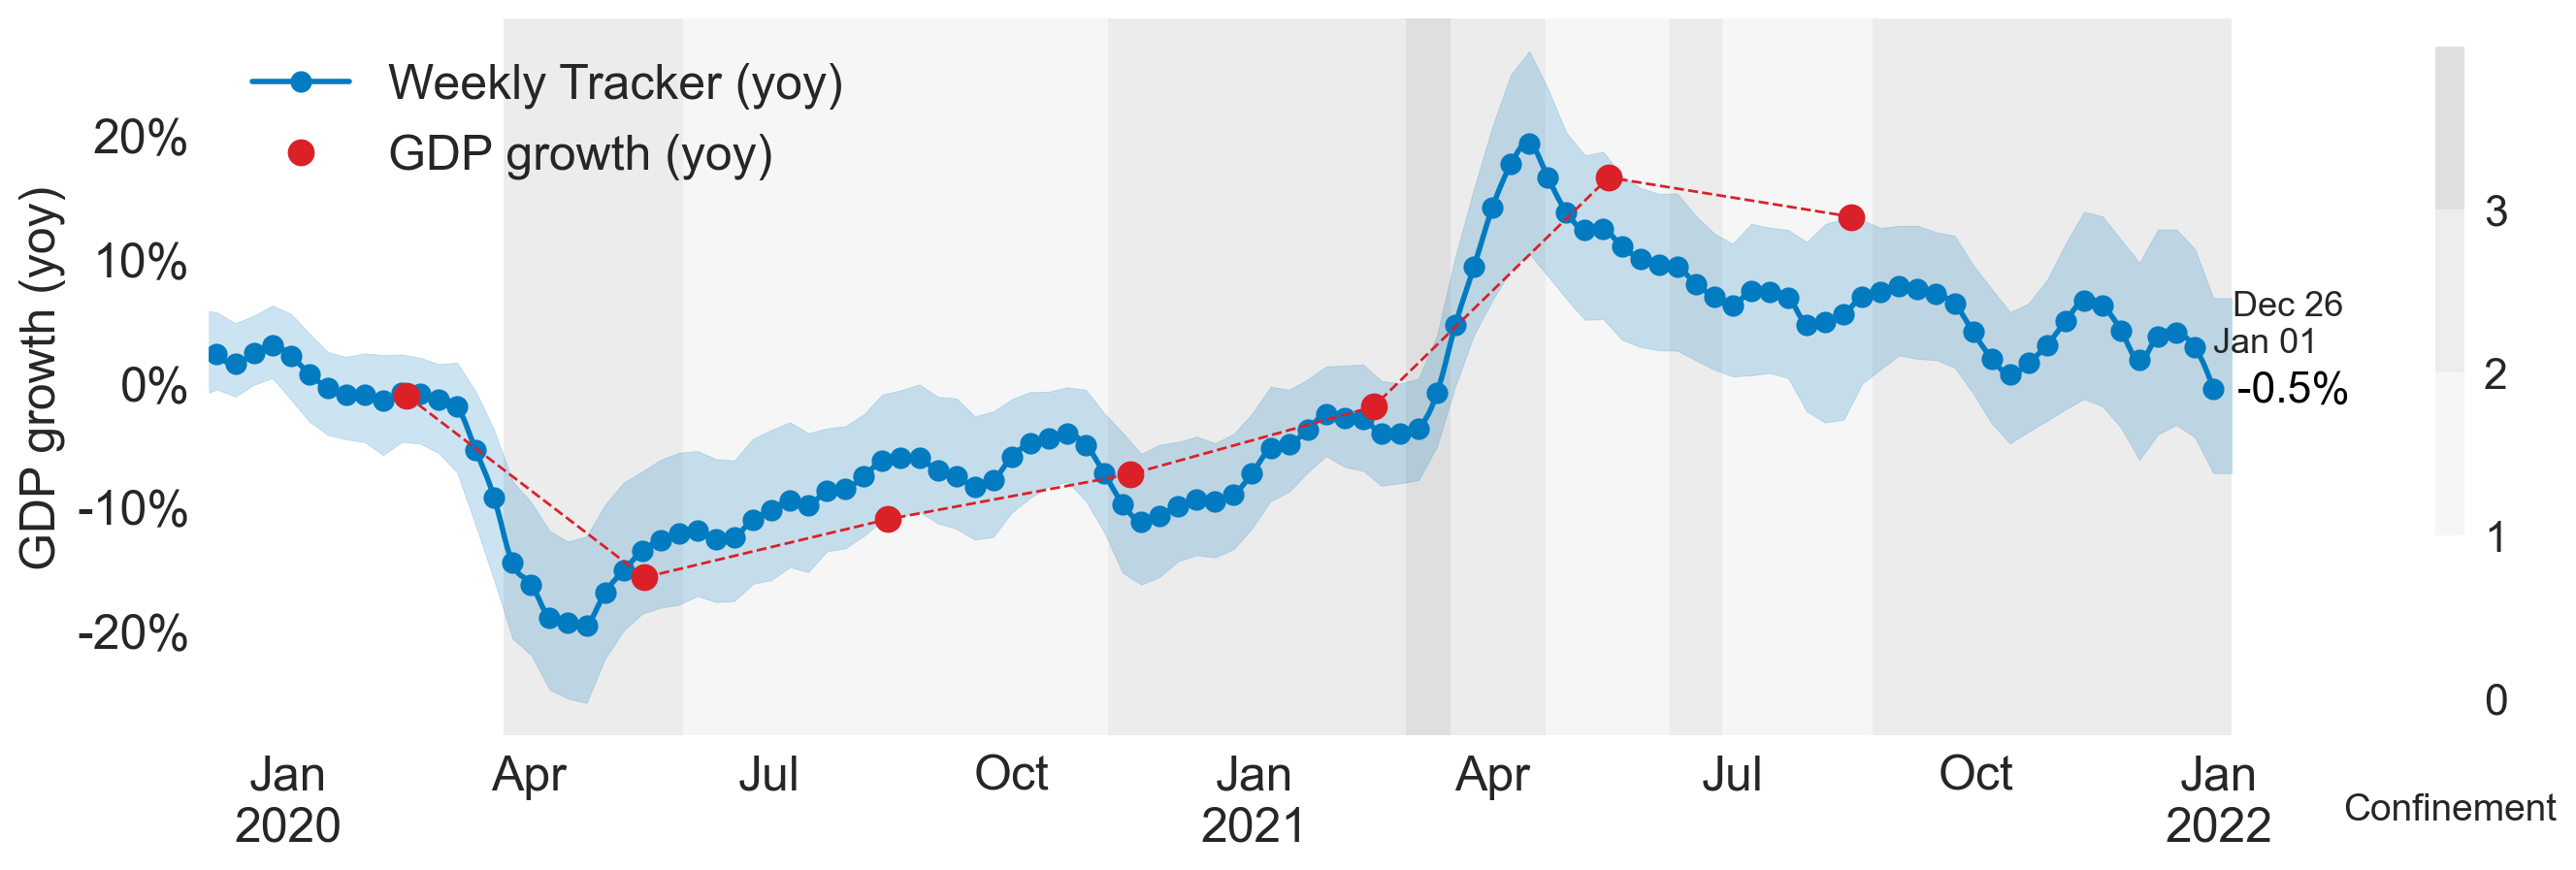 Weekly Tracker (yoy)
GDP growth (yoy)
GDP growth (yoy)
20%
10%
0%
-10%
-20%
Dec 26
Jan 01
-0.5%
3
2
1
0
Confinement
Jan Apr Jul Oct Jan Apr Jul Oct Jan
2020 2021 2022